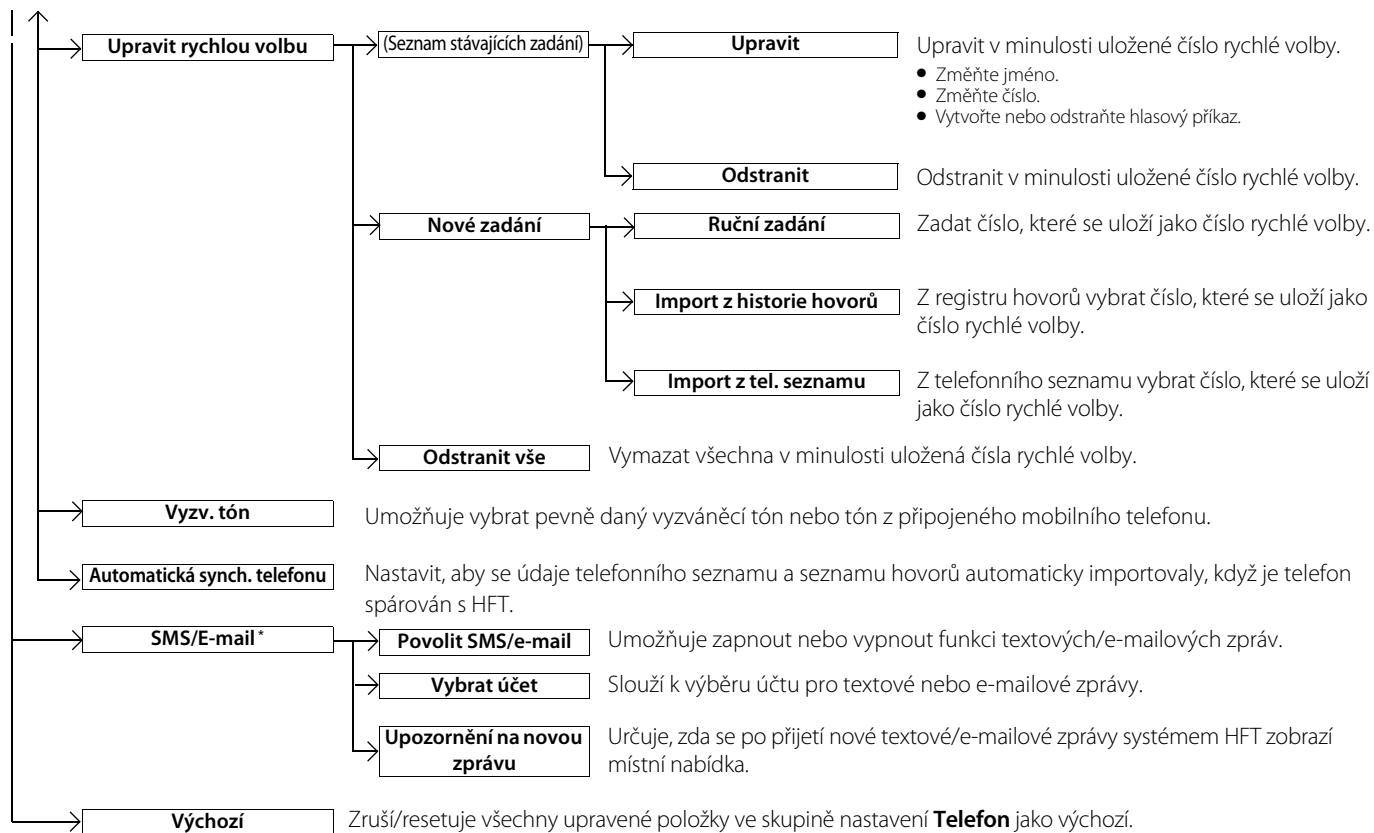 Upravit rychlou volbu
(Seznam stávajících zadání)
Upravit
Upravit v minulosti uložené číslo rychlé volby.
● Změňte jméno.
● Změňte číslo.
● Vytvořte nebo odstraňte hlasový příkaz.
Odstranit
Odstranit v minulosti uložené číslo rychlé volby.
Nové zadání
Ruční zadání
Zadat číslo, které se uloží jako číslo rychlé volby.
Import z historie hovorů
Z registru hovorů vybrat číslo, které se uloží jako
číslo rychlé volby.
Import z tel. seznamu
Z telefonního seznamu vybrat číslo, které se uloží
jako číslo rychlé volby.
Odstranit vše
Vymazat všechna v minulosti uložená čísla rychlé volby.
Vyzv. tón
Umožňuje vybrat pevně daný vyzváněcí tón nebo tón z připojeného mobilního telefonu.
Automatická synch. telefonu
Nastavit, aby se údaje telefonního seznamu a seznamu hovorů automaticky importovaly, když je telefon
spárován s HFT.
SMS/E-mail*
Povolit SMS/e-mail
Umožňuje zapnout nebo vypnout funkci textových/e-mailových zpráv.
Vybrat účet
Slouží k výběru účtu pro textové nebo e-mailové zprávy.
Upozornění na novou
zprávu
Určuje, zda se po přijetí nové textové/e-mailové zprávy systémem HFT zobrazí
místní nabídka.
Výchozí
Zruší/resetuje všechny upravené položky ve skupině nastavení Telefon jako výchozí.